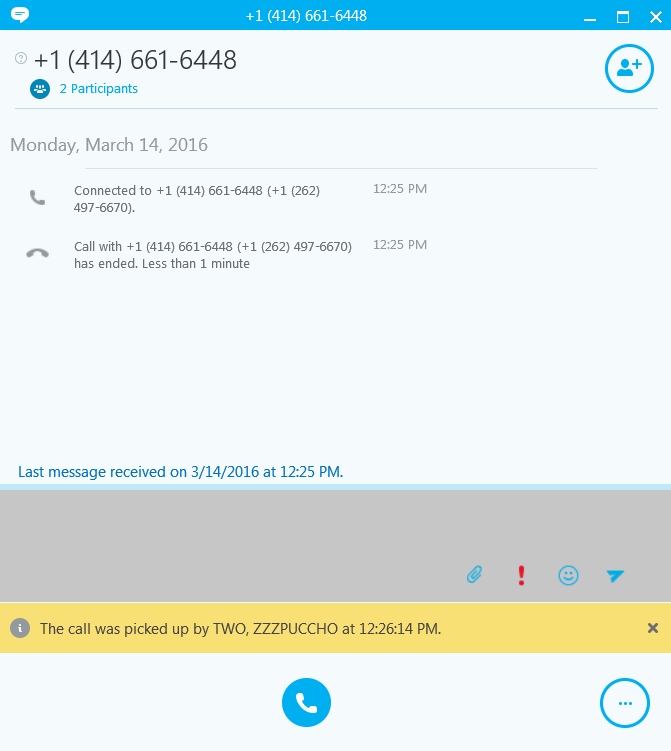 +1 (414) 661-6448
+1 (414) 661-6448
2 Participants
Monday, March 14, 2016
Connected to +1 (414) 661-6448 (+1 (262) 12:25 PM
497-6670).
Call with +1 (414) 661-6448 (+1 (262) 497-6670) 12:25 PM
has ended. Less than 1 minute
Last message received on 3/14/2016 at 12:25 PM.
The call was picked up by TWO, ZZZPUCCHO at 12:26:14 PM.